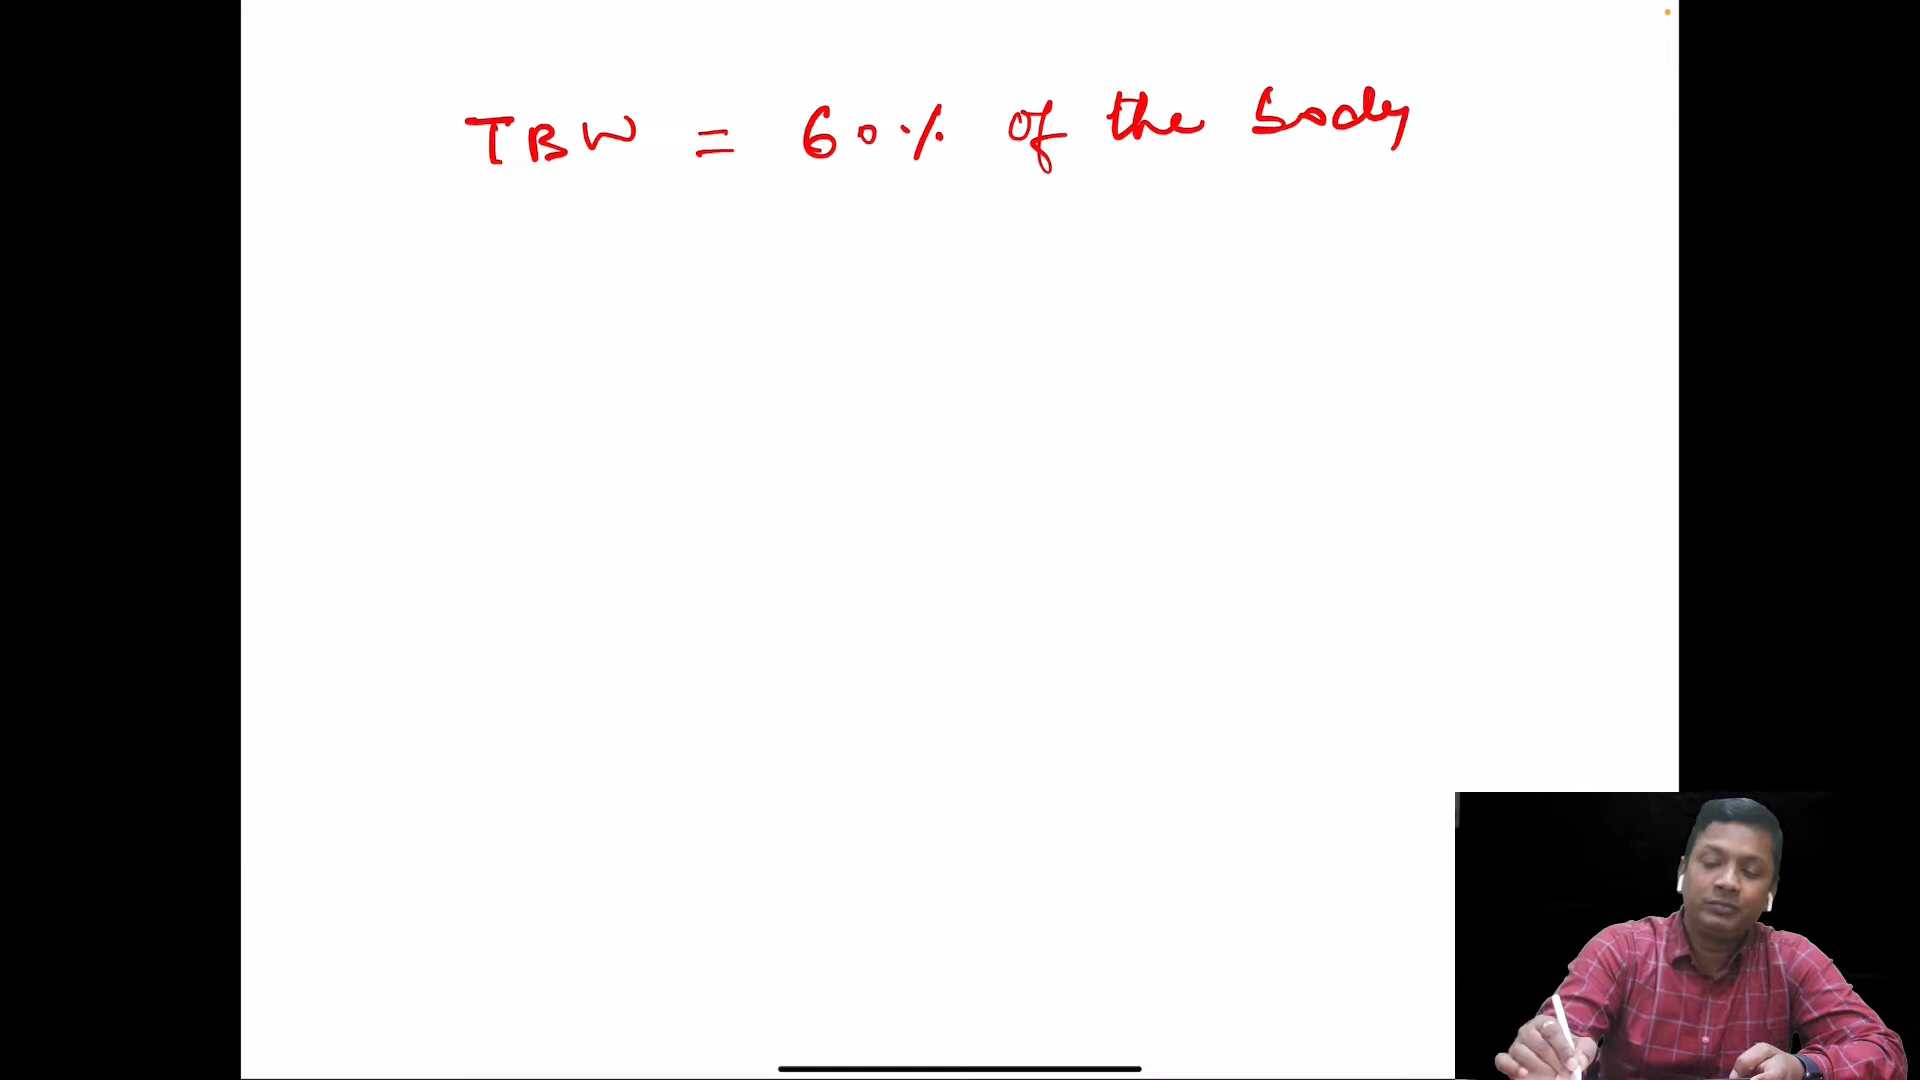 TBW = 60% of the body